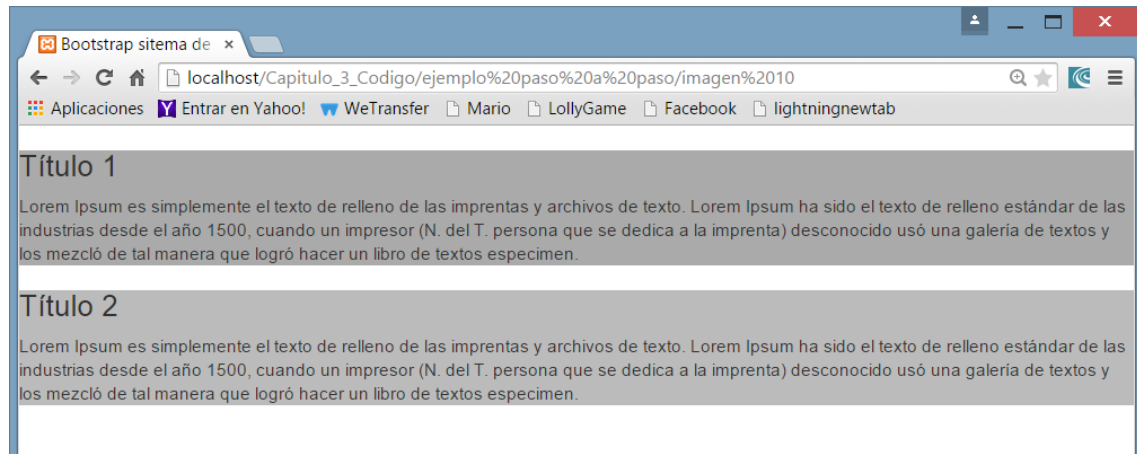 Bootstrap sitema de
localhost/Capitulo_3_Codigo/ejemplo%20paso%20a%20paso/imagen%2010
Aplicaciones Entrar en Yahoo! WeTransfer Mario LollyGame Facebook lightningnewtab
Título 1
Lorem Ipsum es simplemente el texto de relleno de las imprentas y archivos de texto. Lorem Ipsum ha sido el texto de relleno estándar de las
industrias desde el año 1500, cuando un impresor (N. del T. persona que se dedica a la imprenta) desconocido usó una galería de textos y
los mezcló de tal manera que logró hacer un libro de textos especimen.
Título 2
Lorem Ipsum es simplemente el texto de relleno de las imprentas y archivos de texto. Lorem Ipsum ha sido el texto de relleno estándar de las
industrias desde el año 1500, cuando un impresor (N. del T. persona que se dedica a la imprenta) desconocido usó una galería de textos y
los mezcló de tal manera que logró hacer un libro de textos especimen.